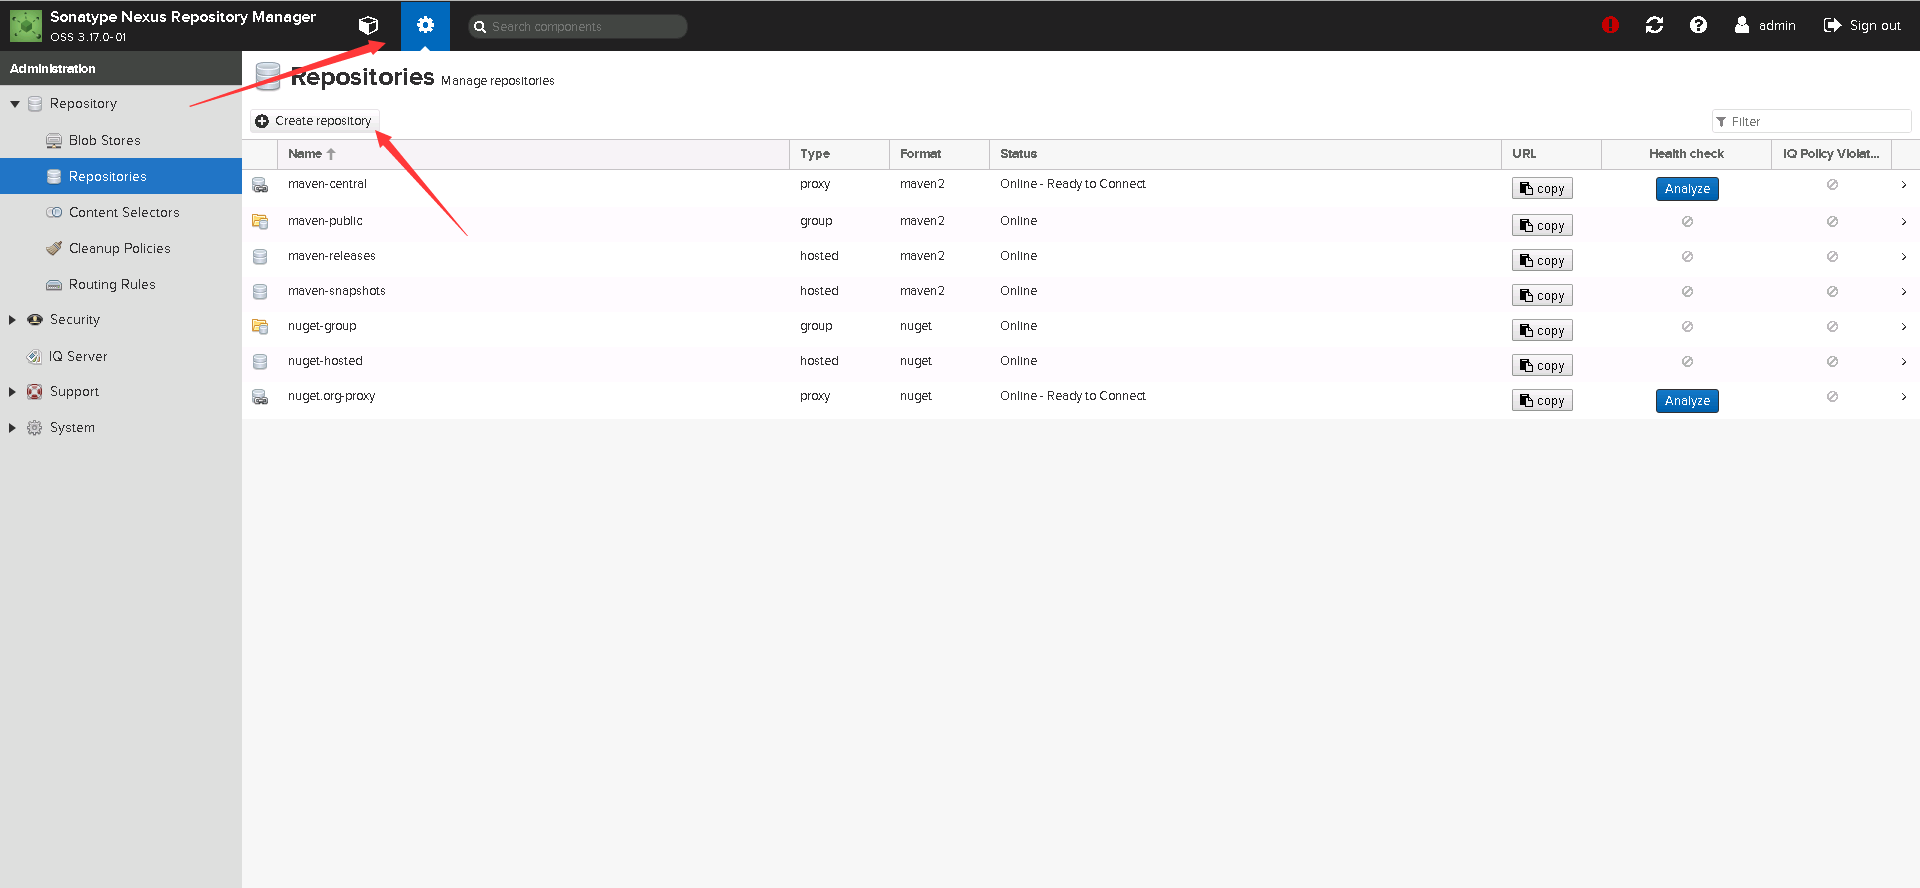 Sonatype Nexus Repository Manager
OSS 3.17.0-01
Search components
admin
Sign out
Administration
Repository
Blob Stores
Repositories
Content Selectors
Cleanup Policies
Routing Rules
Security
IQ Server
Support
System
Repositories Manage repositories
Create repository
Filter
Name Type Format Status URL Health check IQ Policy Violat...
maven-central proxy maven2 Online - Ready to Connect copy Analyze
maven-public group maven2 Online copy
maven-releases hosted maven2 Online copy
maven-snapshots hosted maven2 Online copy
nuget-group group nuget Online copy
nuget-hosted hosted nuget Online copy
nuget.org-proxy proxy nuget Online - Ready to Connect copy Analyze